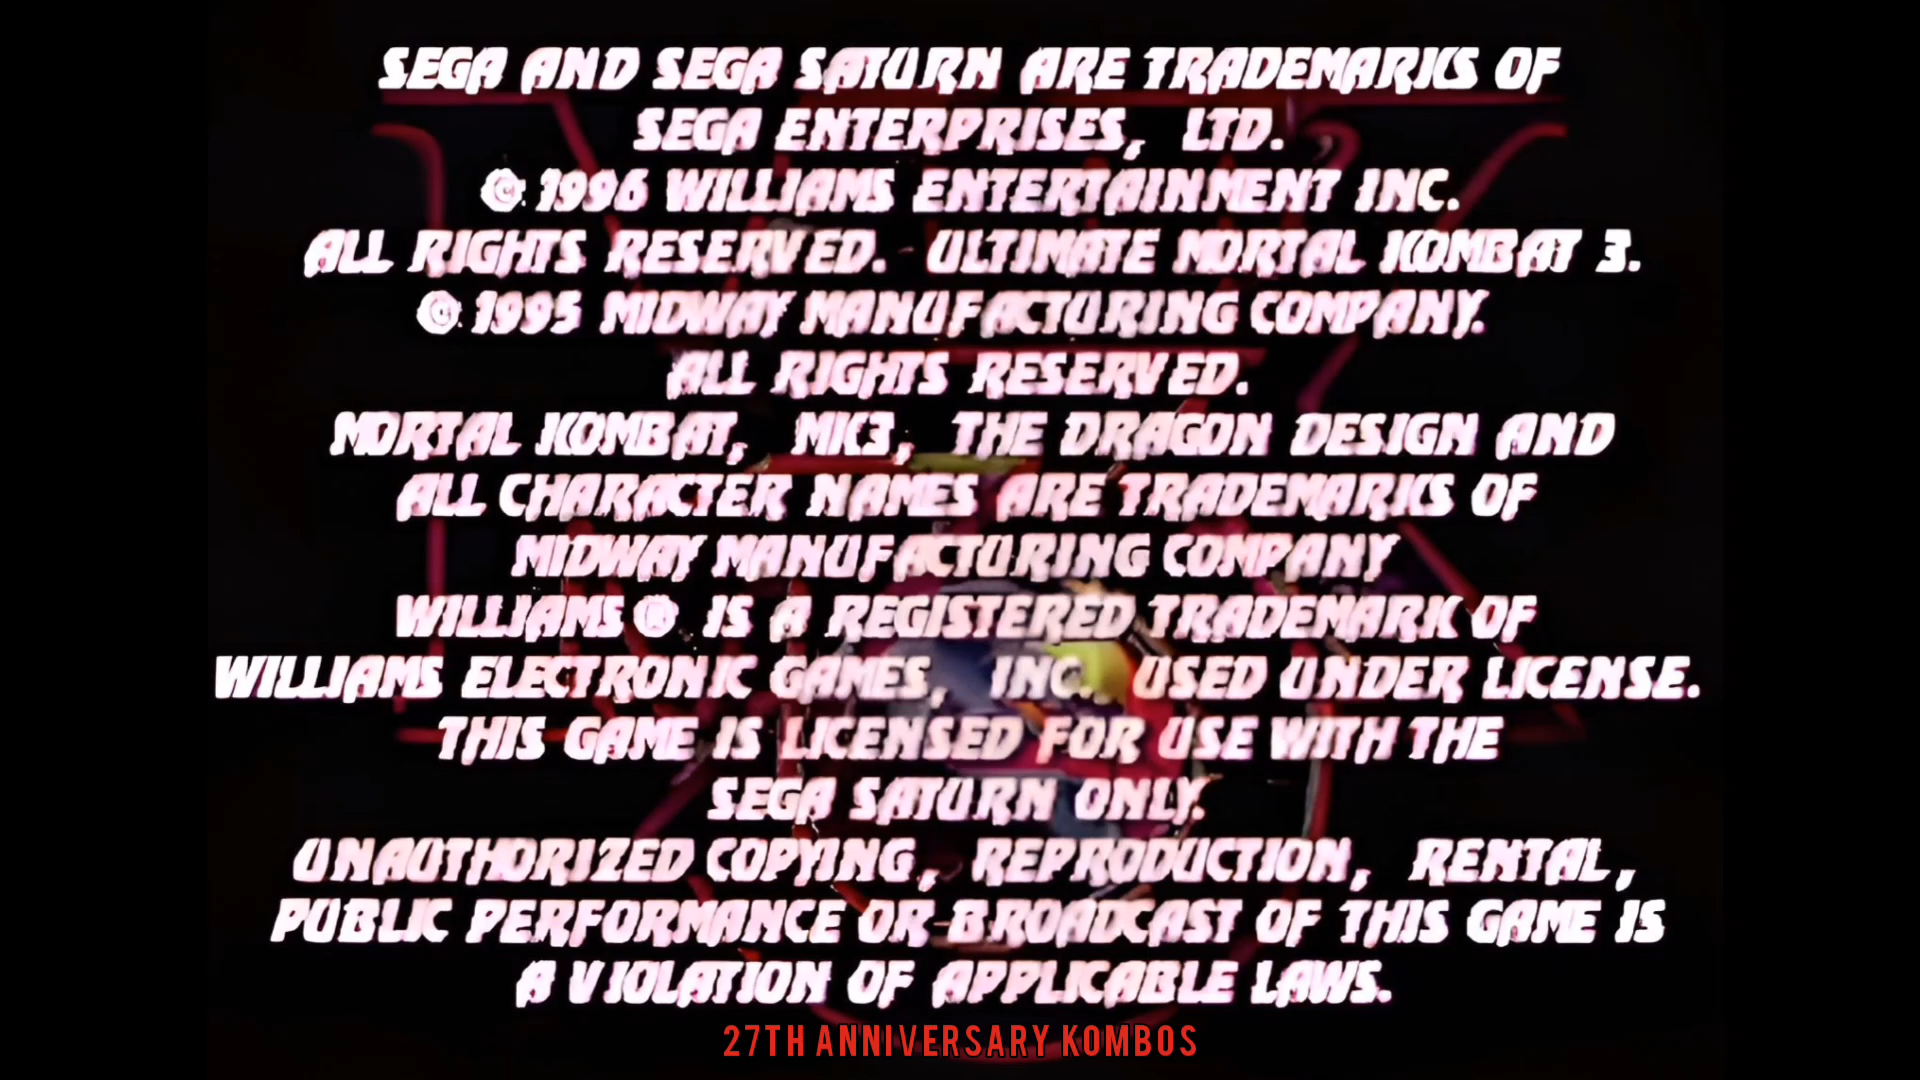 SEGA AND SEGA SATURN ARE TRADEMARKS OF
SEGA ENTERPRISES, LTD.
© 1996 WILLIAMS ENTERTAINMENT INC.
ALL RIGHTS RESERVED. ULTIMATE MORTAL KOMBAT 3.
© 1995 MIDWAY MANUFACTURING COMPANY.
ALL RIGHTS RESERVED.
MORTAL KOMBAT, MK3, THE DRAGON DESIGN AND
ALL CHARACTER NAMES ARE TRADEMARKS OF
MIDWAY MANUFACTURING COMPANY
WILLIAMS® IS A REGISTERED TRADEMARK OF
WILLIAMS ELECTRONIC GAMES, INC. USED UNDER LICENSE.
THIS GAME IS LICENSED FOR USE WITH THE
SEGA SATURN ONLY.
UNAUTHORIZED COPYING, REPRODUCTION, RENTAL,
PUBLIC PERFORMANCE OR BROADCAST OF THIS GAME IS
A VIOLATION OF APPLICABLE LAWS.
27TH ANNIVERSARY KOMBOS